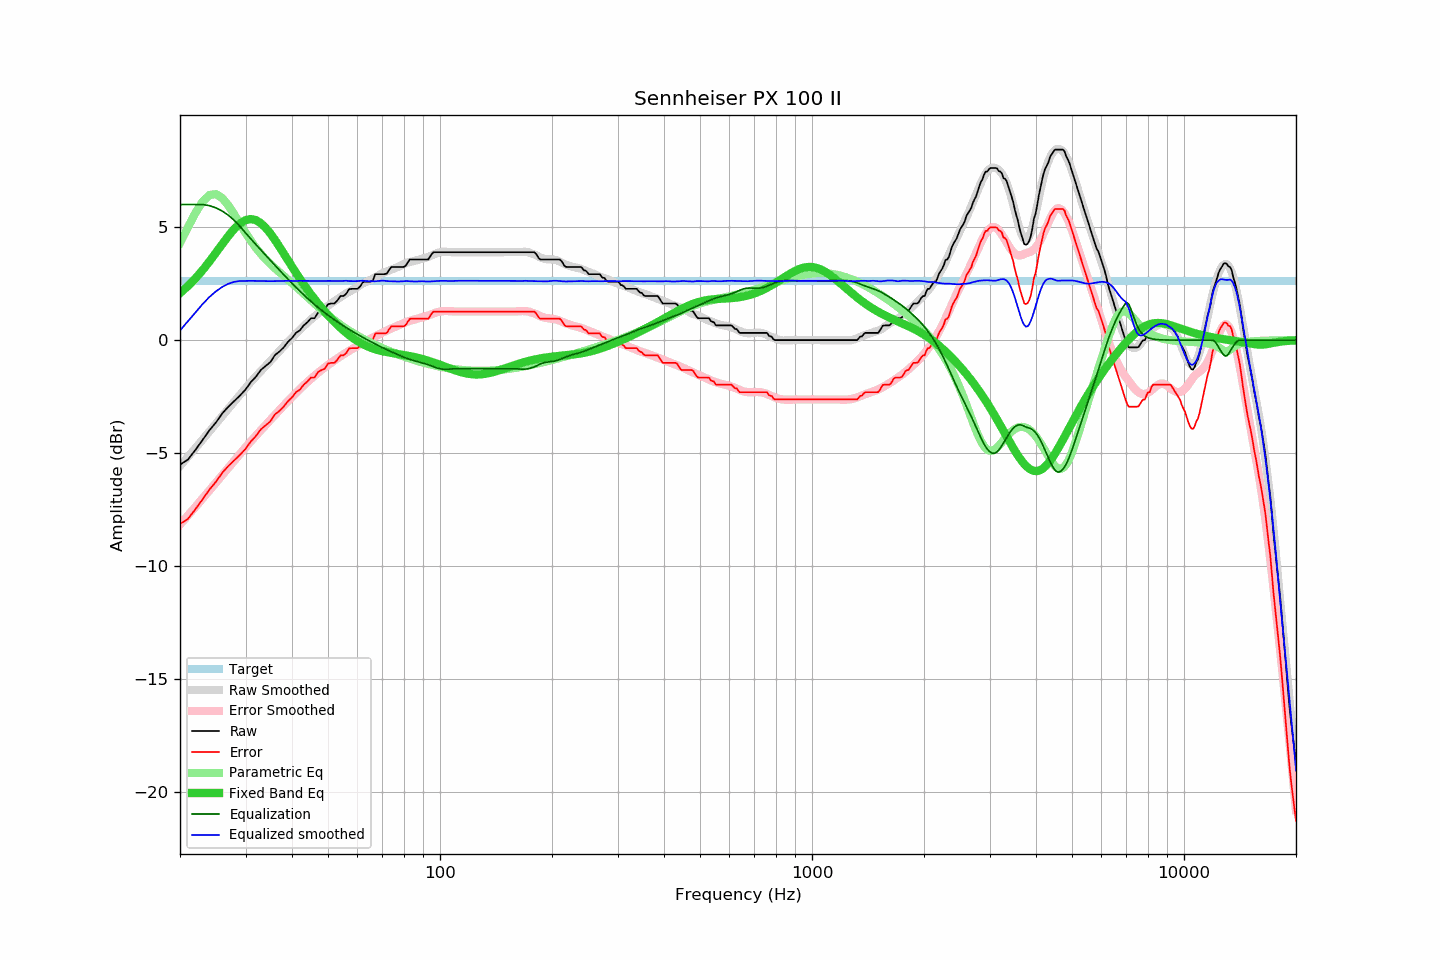 Sennheiser PX 100 II
5
0
−5
−10
−15
−20
Amplitude (dBr)
Target
Raw Smoothed
Error Smoothed
Raw
Error
Parametric Eq
Fixed Band Eq
Equalization
Equalized smoothed
100
1000
10000
Frequency (Hz)